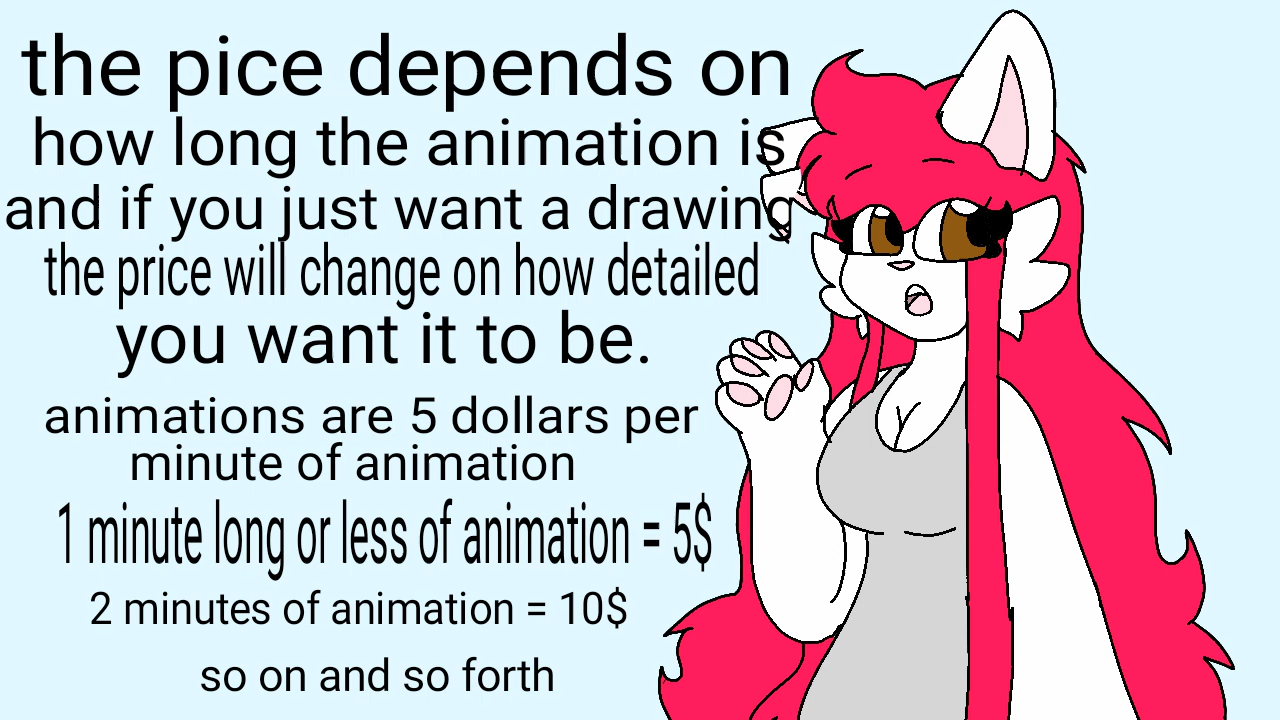 the pice depends on
how long the animation is
and if you just want a drawing
the price will change on how detailed
you want it to be.
animations are 5 dollars per
minute of animation
1 minute long or less of animation = 5$
2 minutes of animation = 10$
so on and so forth